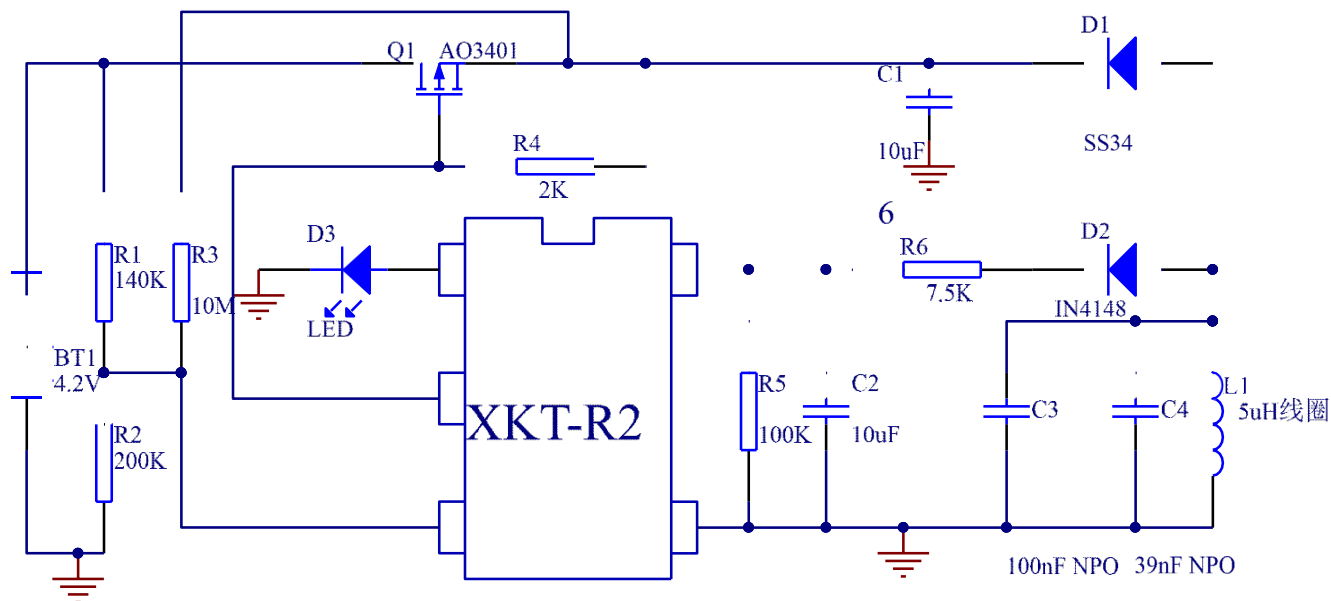 D1
Q1 AO3401
C1
10uF
SS34
R4
2K
6
D3
D2
R1
140K
R3
10M
R6
7.5K
LED
IN4148
BT1
4.2V
R5
100K
C2
10uF
C3
C4
L1
5uH线圈
XKT-R2
R2
200K
100nF NPO 39nF NPO